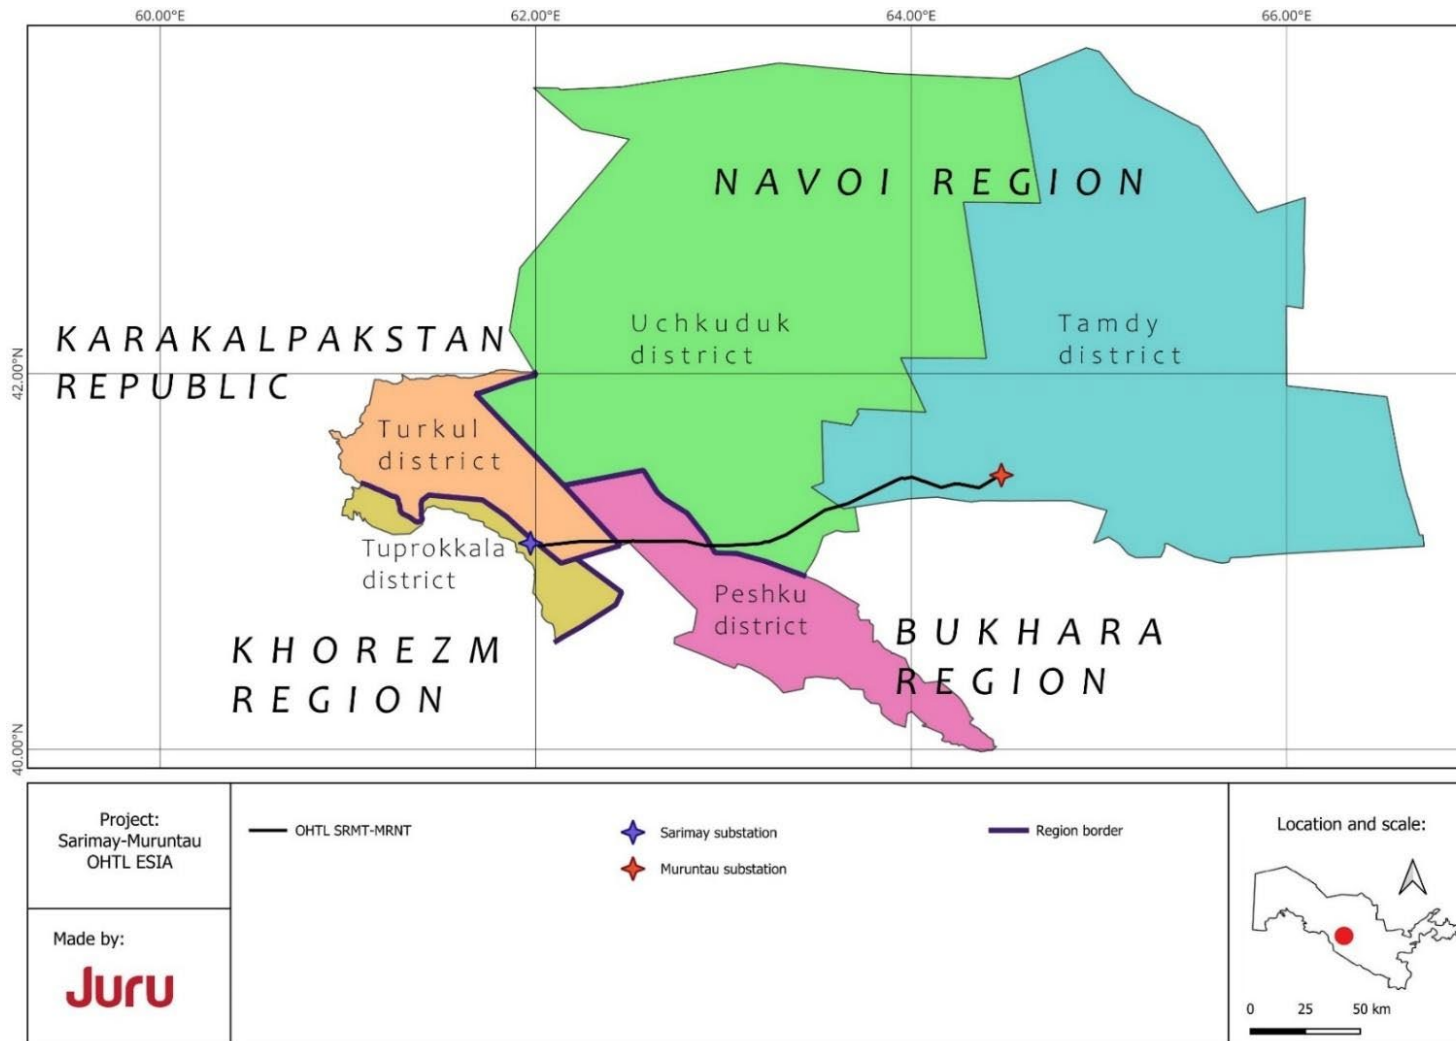 60.00°E 62.00°E 64.00°E 66.00°E
NAVOI REGION
KARAKALPAKSTAN
REPUBLIC
Uchkuduk
district
Tamdy
district
42.00°N
Turkul
district
Tuprokkala
district
Peshku
district
KHOREZM
REGION
BUKHARA
REGION
40.00°N
Project:
Sarimay-Muruntau
OHTL ESIA
Made by:
Juru
OHTL SRMT-MRNT
Sarimay substation
Muruntau substation
Region border
Location and scale:
0 25 50 km